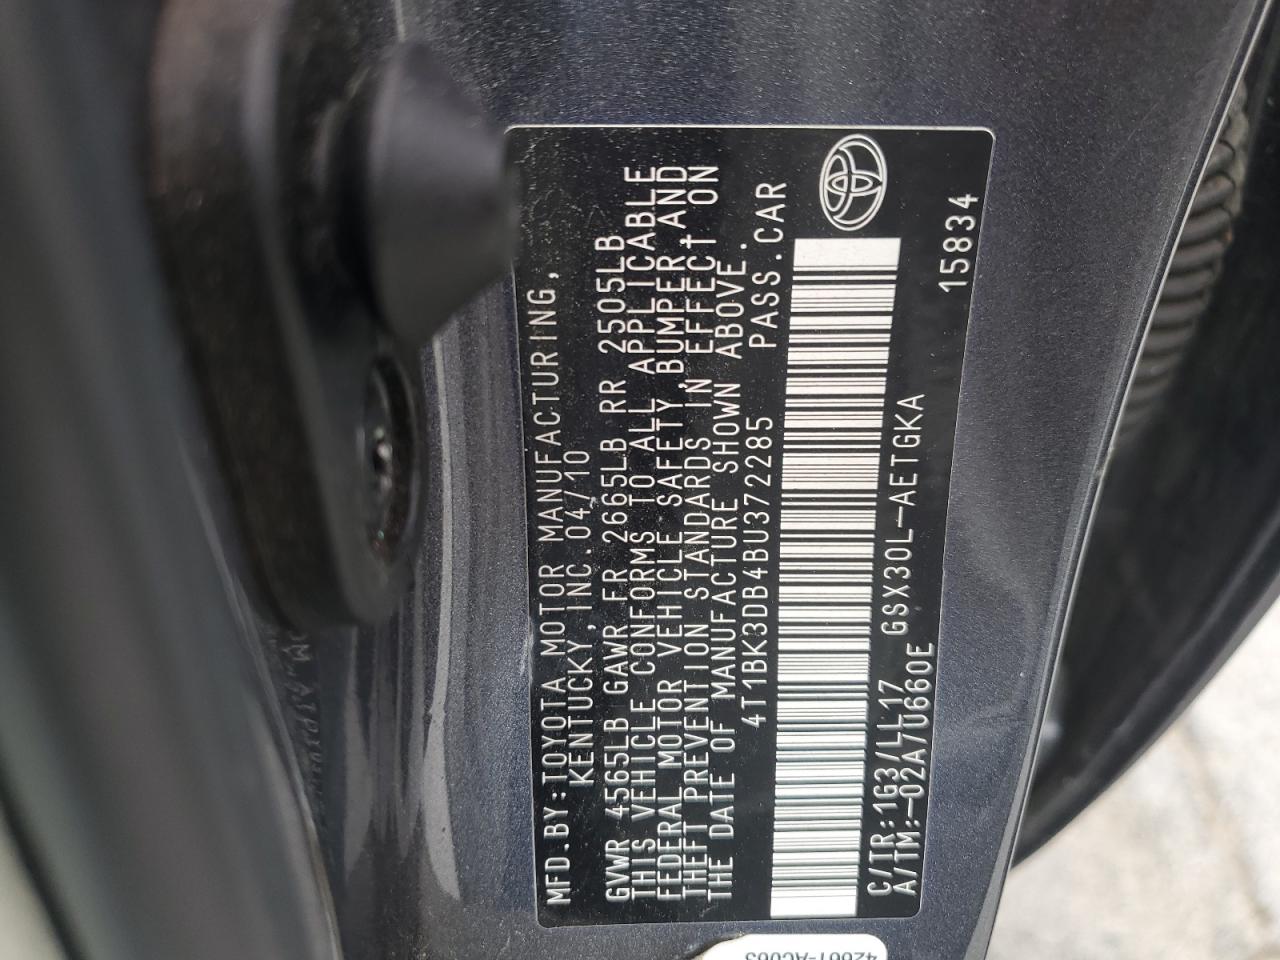 MFD.BY:TOYOTA MOTOR MANUFACTURING,
KENTUCKY,INC.04/10
GVWR 4565LB GAWR FR 2665LB RR 2505LB
THIS VEHICLE CONFORMS TO ALL APPLICABLE
FEDERAL MOTOR VEHICLE SAFETY,BUMPER,AND
THEFT PREVENTION STANDARDS IN EFFECT ON
THE DATE OF MANUFACTURE SHOWN ABOVE.
4T1BK3DB4BU372285 PASS.CAR
C/TR:1G3/LL17
A/TM:-02A/U660E GSX30L-AETGKA
15834